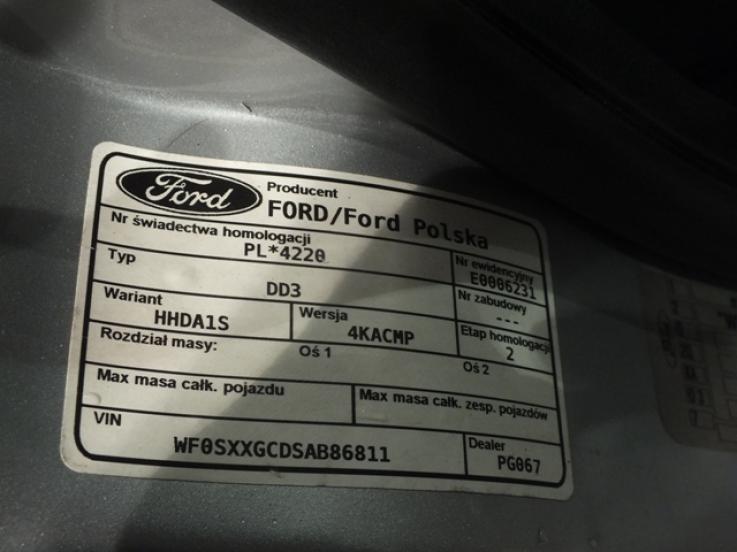 Ford
Producent
FORD/Ford Polska
Nr świadectwa homologacji
PL*4220
Nr ewidencyjny
E0006231
Typ
DD3
Nr zabudowy
---
Wariant
HHDA1S
Wersja
4KACMP
Etap homologacji
2
Rozdział masy:
Oś 1
Oś 2
Max masa całk. pojazdu
Max masa całk. zesp. pojazdów
VIN
WF0SXXGCDSAB86811
Dealer
PG067